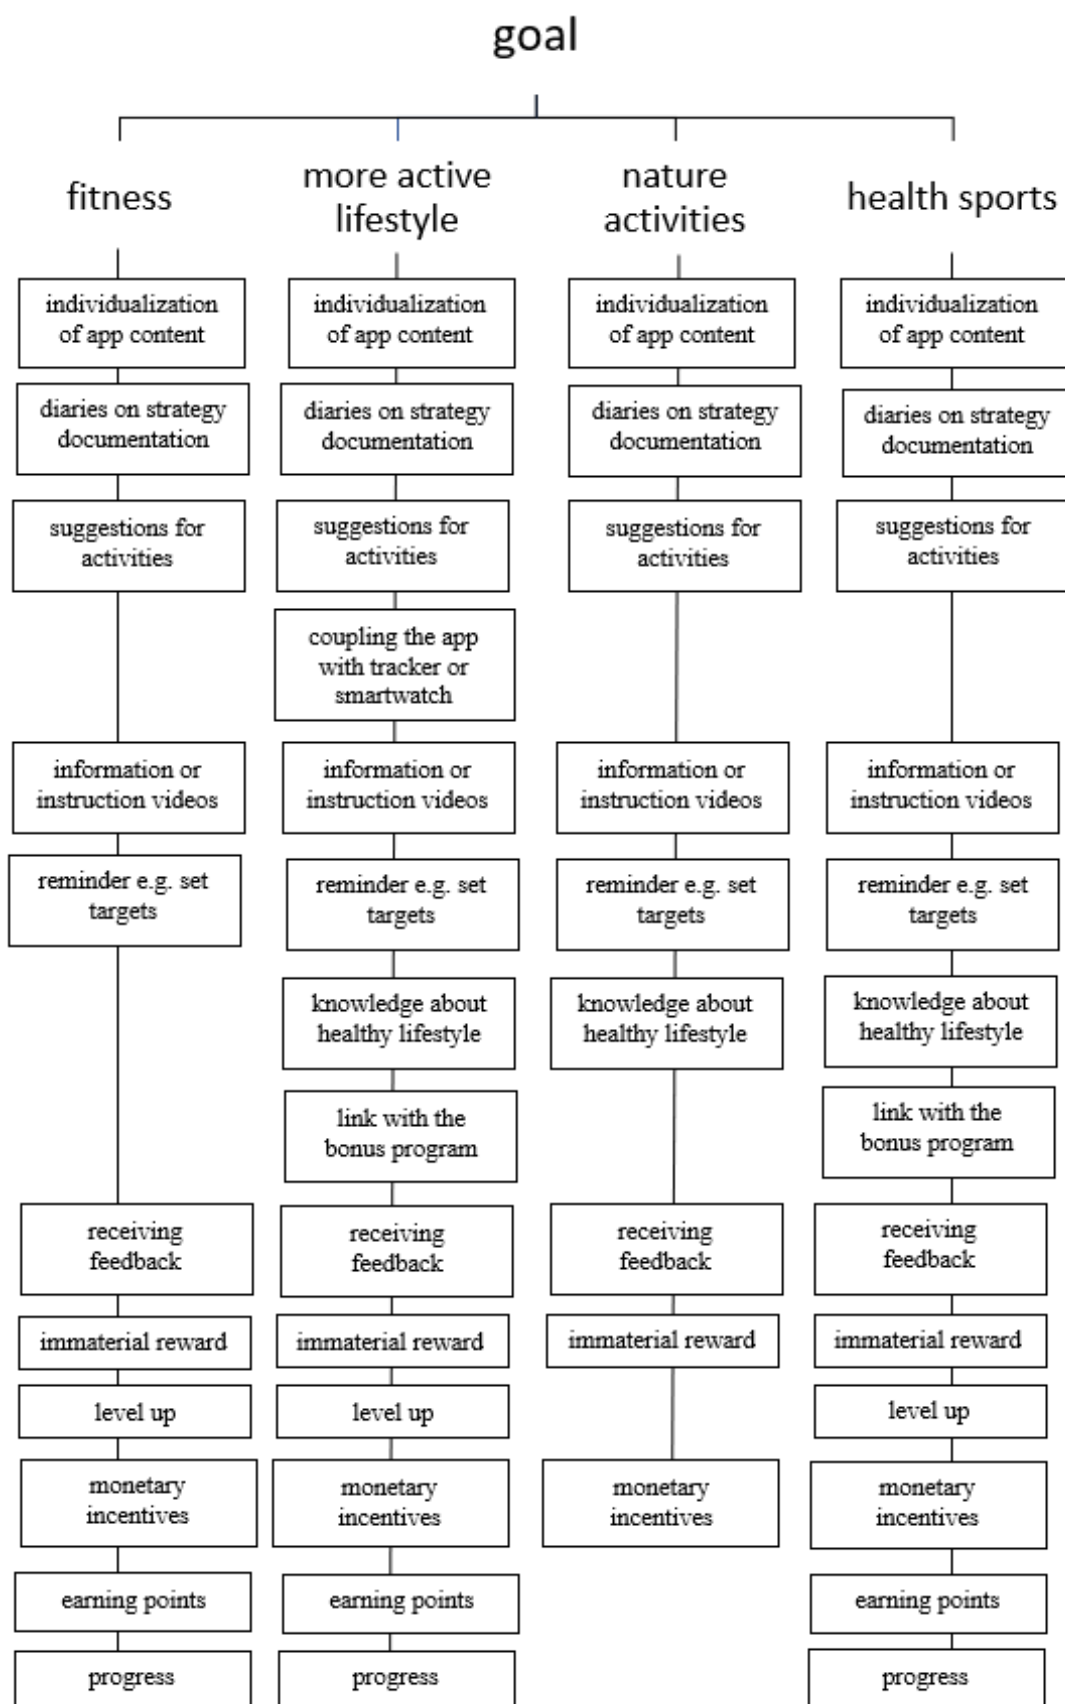 goal
fitness
more active
lifestyle
nature
activities
health sports
individualization
of app content
diaries on strategy
documentation
suggestions for
activities
information or
instruction videos
reminder e.g. set
targets
receiving
feedback
immaterial reward
level up
monetary
incentives
earning points
progress
individualization
of app content
diaries on strategy
documentation
suggestions for
activities
coupling the app
with tracker or
smartwatch
information or
instruction videos
reminder e.g. set
targets
knowledge about
healthy lifestyle
link with the
bonus program
receiving
feedback
immaterial reward
level up
monetary
incentives
earning points
progress
individualization
of app content
diaries on strategy
documentation
suggestions for
activities
information or
instruction videos
reminder e.g. set
targets
knowledge about
healthy lifestyle
receiving
feedback
immaterial reward
monetary
incentives
individualization
of app content
diaries on strategy
documentation
suggestions for
activities
information or
instruction videos
reminder e.g. set
targets
knowledge about
healthy lifestyle
link with the
bonus program
receiving
feedback
immaterial reward
level up
monetary
incentives
earning points
progress